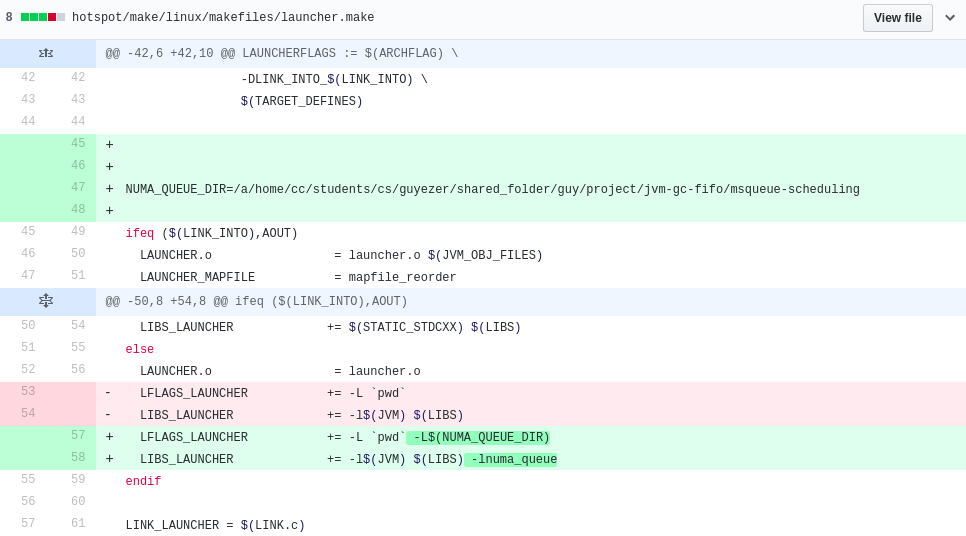 8 hotspot/make/linux/makefiles/launcher.make View file
@@ -42,6 +42,10 @@ LAUNCHERFLAGS := $(ARCHFLAG) \
42 42 -DLINK_INTO_$(LINK_INTO) \
43 43 $(TARGET_DEFINES)
44 44
45 +
46 +
47 + NUMA_QUEUE_DIR=/a/home/cc/students/cs/guyezer/shared_folder/guy/project/jvm-gc-fifo/msqueue-scheduling
48 +
45 49 ifeq ($(LINK_INTO),AOUT)
46 50 LAUNCHER.o = launcher.o $(JVM_OBJ_FILES)
47 51 LAUNCHER_MAPFILE = mapfile_reorder
@@ -50,8 +54,8 @@ ifeq ($(LINK_INTO),AOUT)
50 54 LIBS_LAUNCHER += $(STATIC_STDCXX) $(LIBS)
51 55 else
52 56 LAUNCHER.o = launcher.o
53 - LFLAGS_LAUNCHER += -L `pwd`
54 - LIBS_LAUNCHER += -l$(JVM) $(LIBS)
57 + LFLAGS_LAUNCHER += -L `pwd` -L$(NUMA_QUEUE_DIR)
58 + LIBS_LAUNCHER += -l$(JVM) $(LIBS) -lnuma_queue
55 59 endif
56 60
57 61 LINK_LAUNCHER = $(LINK.c)